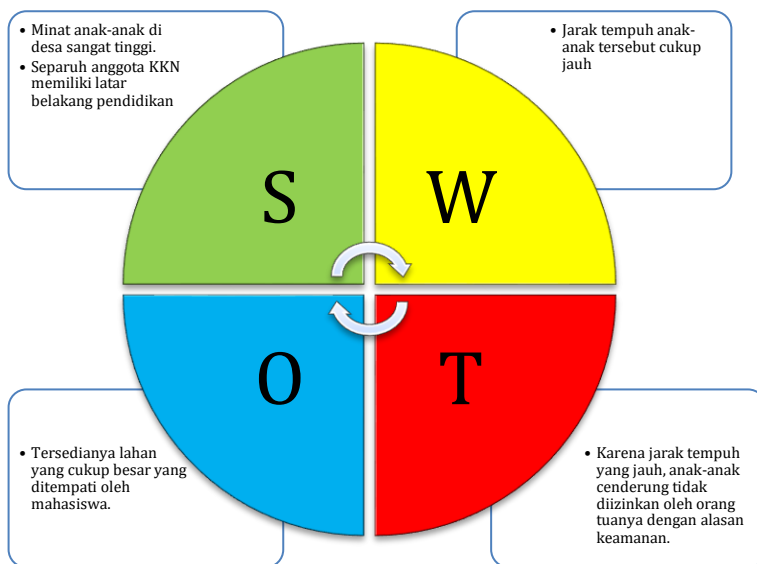 • Minat anak-anak di
desa sangat tinggi.
• Separuh anggota KKN
memiliki latar
belakang pendidikan
• Jarak tempuh anak-
anak tersebut cukup
jauh
S
W
O
T
• Tersedianya lahan
yang cukup besar yang
ditempati oleh
mahasiswa.
• Karena jarak tempuh
yang jauh, anak-anak
cenderung tidak
diizinkan oleh orang
tuanya dengan alasan
keamanan.